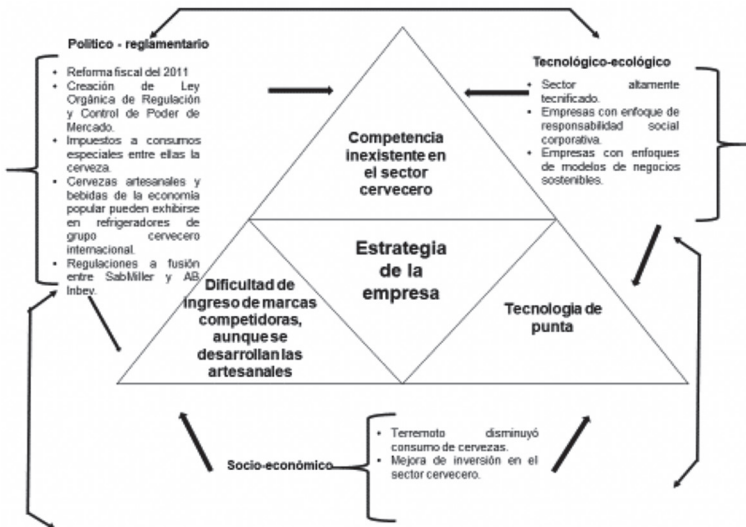 Político - reglamentario
• Reforma fiscal del 2011
• Creación de Ley
Orgánica de Regulación
y Control de Poder de
Mercado.
• Impuestos a consumos
especiales entre ellas la
cerveza.
• Cervezas artesanales y
bebidas de la economía
popular pueden exhibirse
en refrigeradores de
grupo cervecero
internacional.
• Regulaciones a fusión
entre SabMiller y AB
Inbev.
Tecnológico-ecológico
• Sector altamente
tecnificado.
• Empresas con enfoque de
responsabilidad social
corporativa.
• Empresas con enfoques
de modelos de negocios
sostenibles.
Competencia
inexistente en
el sector
cervecero
Estrategia
de la
empresa
Dificultad de
ingreso de marcas
competidoras,
aunque se
desarrollan las
artesanales
Tecnologia de
punta
Socio-económico
• Terremoto disminuyó
consumo de cervezas.
• Mejora de inversión en el
sector cervecero.